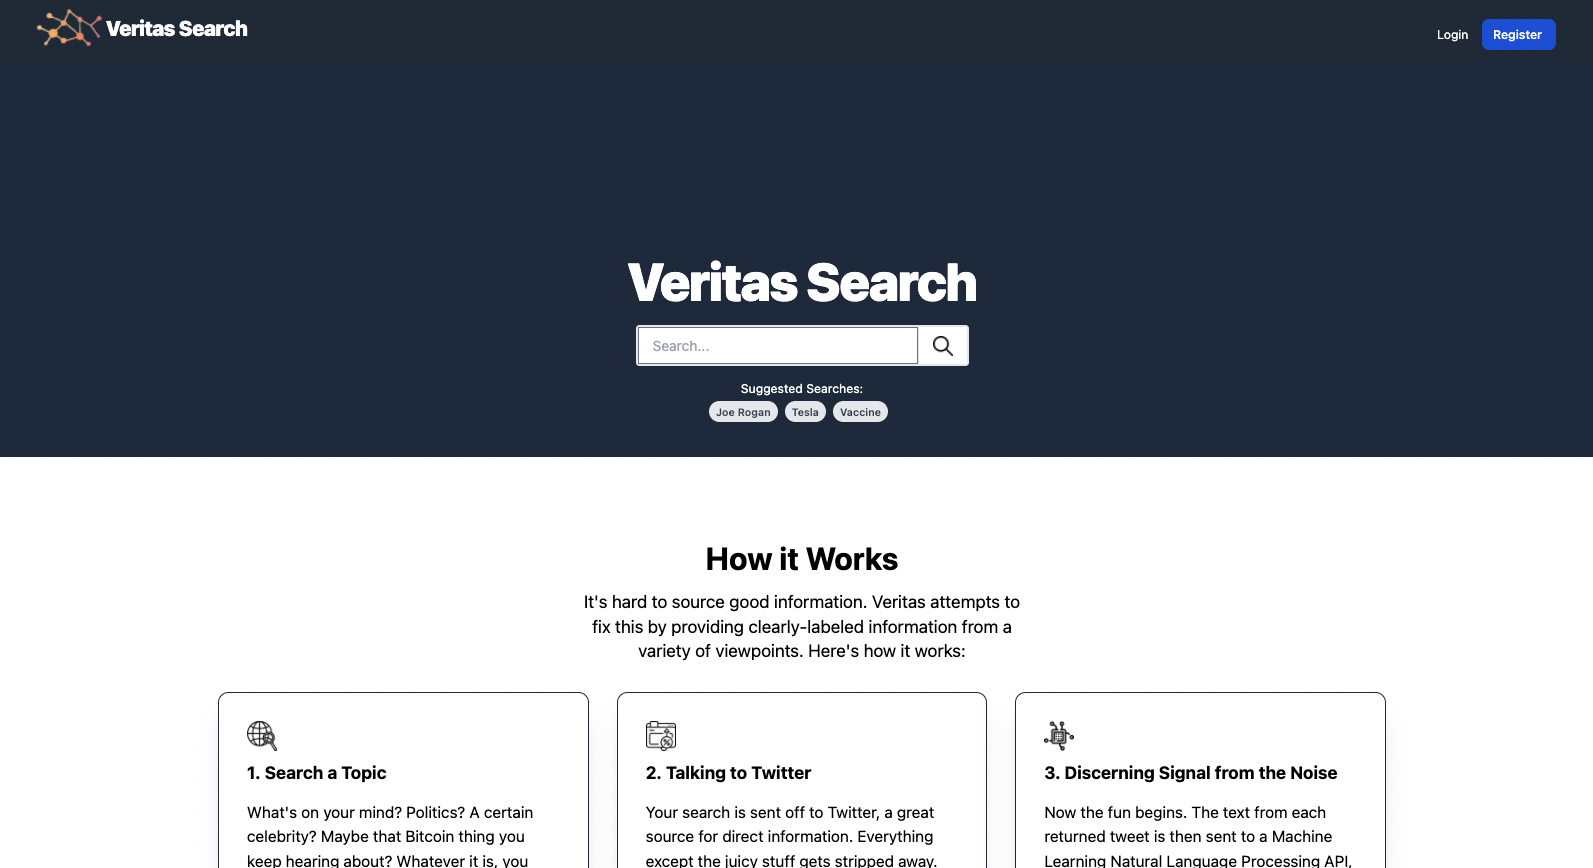 Veritas Search
Login
Register
Veritas Search
Search...
Suggested Searches:
Joe Rogan
Tesla
Vaccine
How it Works
It's hard to source good information. Veritas attempts to
fix this by providing clearly-labeled information from a
variety of viewpoints. Here's how it works:
1. Search a Topic
What's on your mind? Politics? A certain
celebrity? Maybe that Bitcoin thing you
keep hearing about? Whatever it is, you
2. Talking to Twitter
Your search is sent off to Twitter, a great
source for direct information. Everything
except the juicy stuff gets stripped away.
3. Discerning Signal from the Noise
Now the fun begins. The text from each
returned tweet is then sent to a Machine
Learning Natural Language Processing API,